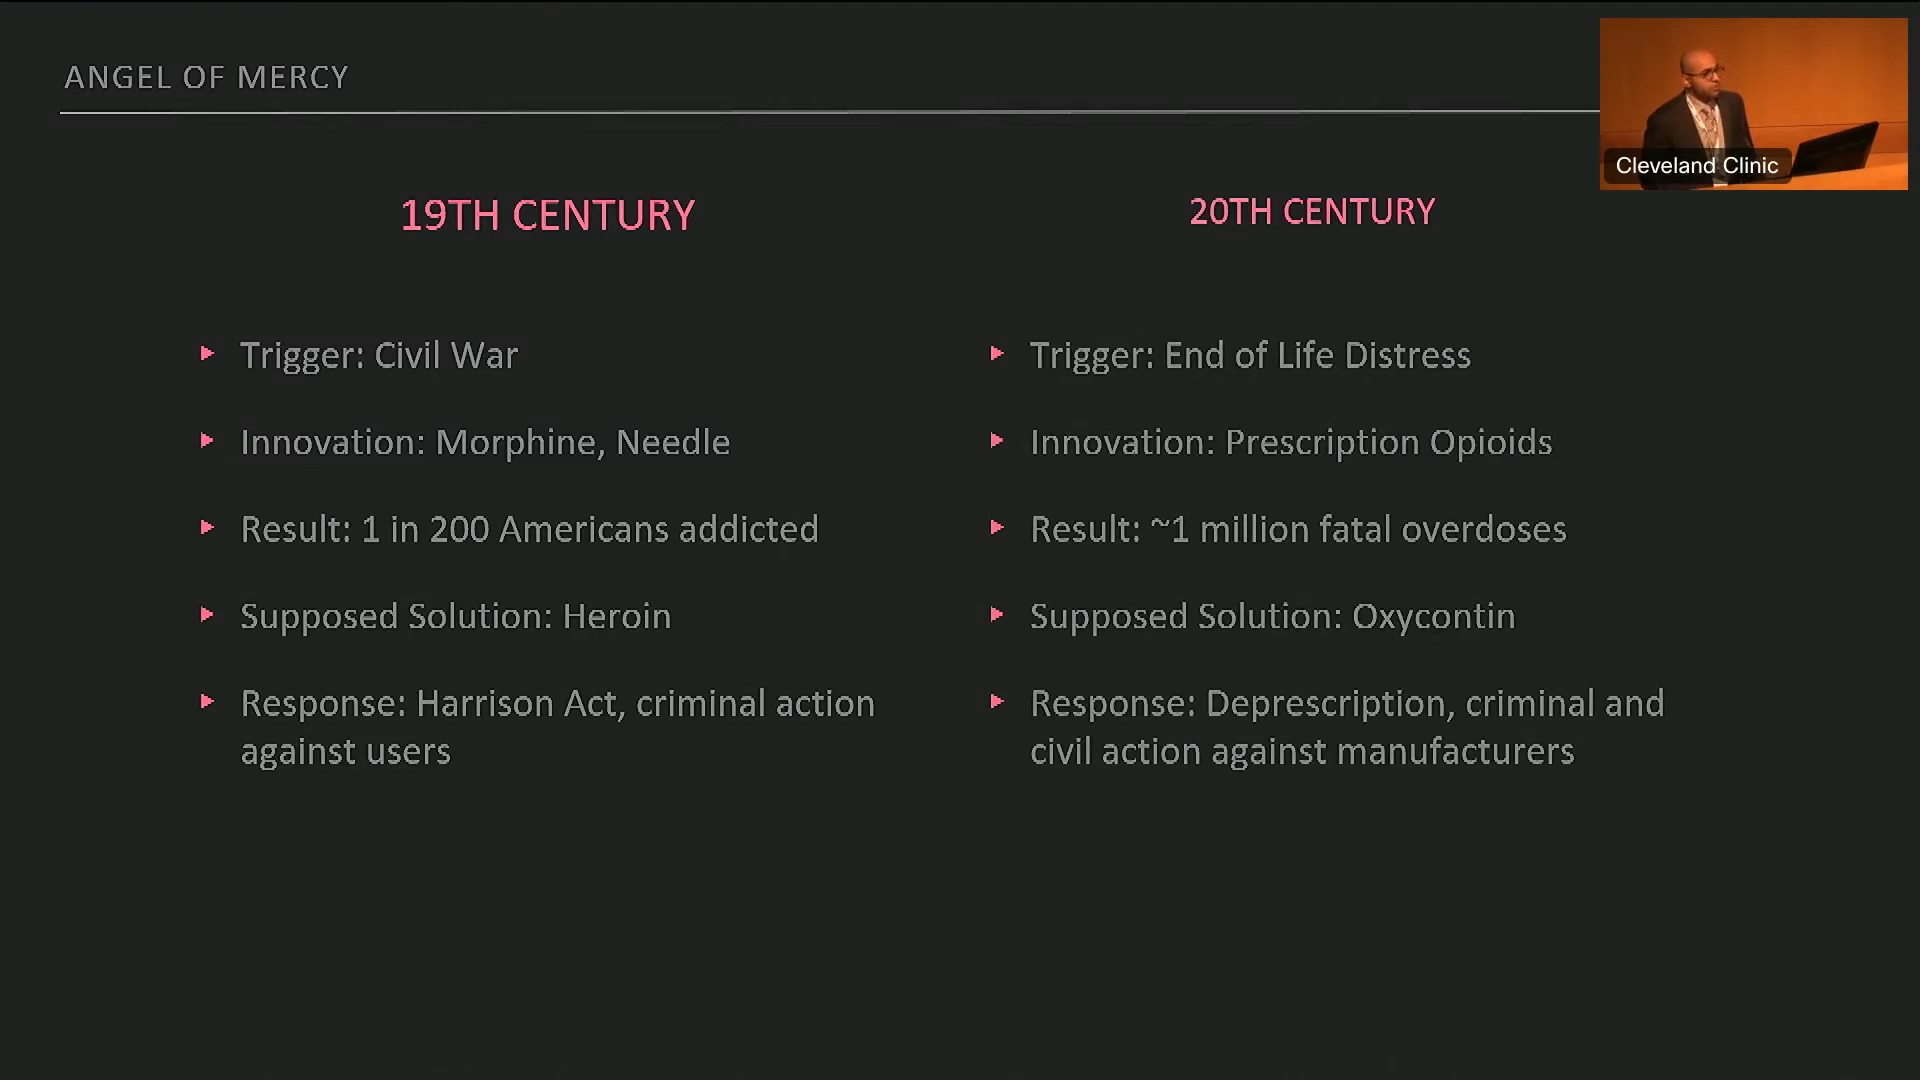 ANGEL OF MERCY
Cleveland Clinic
19TH CENTURY
Trigger: Civil War
Innovation: Morphine, Needle
Result: 1 in 200 Americans addicted
Supposed Solution: Heroin
Response: Harrison Act, criminal action
against users
20TH CENTURY
Trigger: End of Life Distress
Innovation: Prescription Opioids
Result: ~1 million fatal overdoses
Supposed Solution: Oxycontin
Response: Deprescription, criminal and
civil action against manufacturers